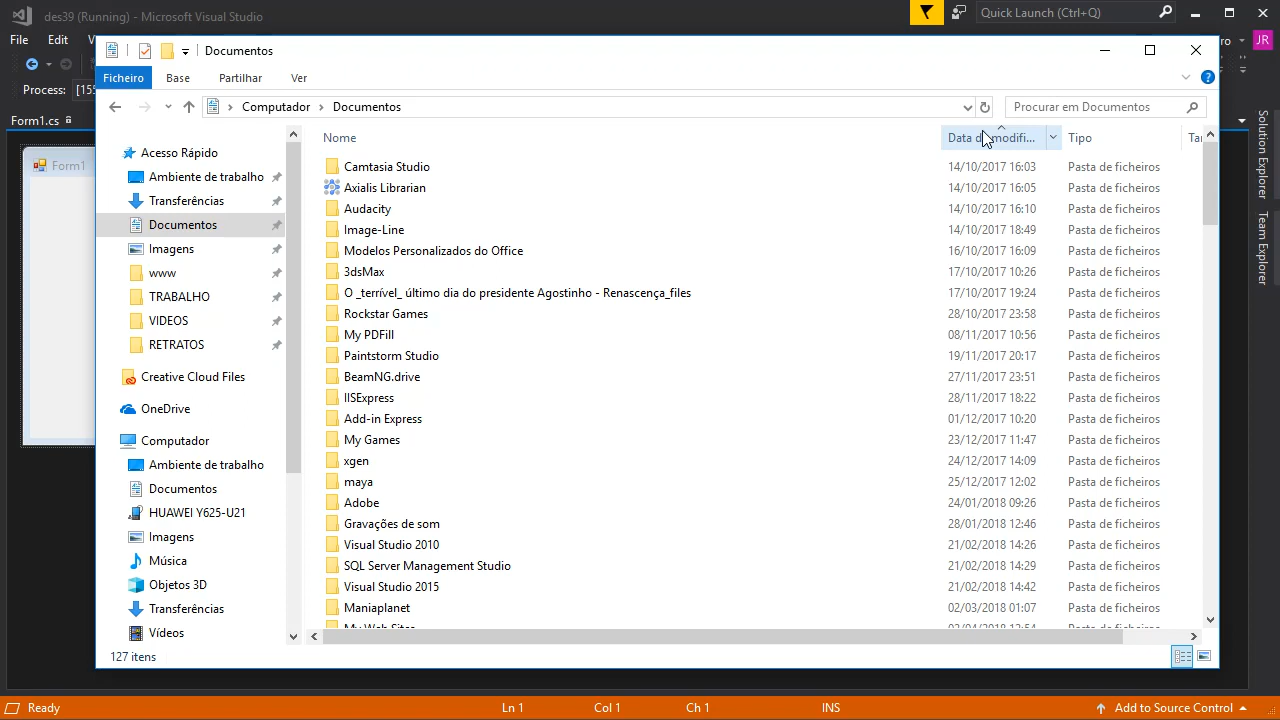 des39 (Running) - Microsoft Visual Studio
Quick Launch (Ctrl+Q)
File Edit
ro JR
Process: [155
Form1.cs
Form1
Solution Explorer
Team Explorer
Documentos
Ficheiro Base Partilhar Ver
Computador Documentos
Procurar em Documentos
Nome Data de modifi... Tipo Tar
Acesso Rápido
Ambiente de trabalho
Transferências
Documentos
Imagens
www
TRABALHO
VIDEOS
RETRATOS
Creative Cloud Files
OneDrive
Computador
Ambiente de trabalho
Documentos
HUAWEI Y625-U21
Imagens
Música
Objetos 3D
Transferências
Vídeos
Camtasia Studio 14/10/2017 16:03 Pasta de ficheiros
Axialis Librarian 14/10/2017 16:05 Pasta de ficheiros
Audacity 14/10/2017 16:10 Pasta de ficheiros
Image-Line 14/10/2017 18:49 Pasta de ficheiros
Modelos Personalizados do Office 16/10/2017 16:09 Pasta de ficheiros
3dsMax 17/10/2017 10:26 Pasta de ficheiros
O _terrível_ último dia do presidente Agostinho - Renascença_files 17/10/2017 19:24 Pasta de ficheiros
Rockstar Games 28/10/2017 23:58 Pasta de ficheiros
My PDFill 08/11/2017 10:56 Pasta de ficheiros
Paintstorm Studio 19/11/2017 20:17 Pasta de ficheiros
BeamNG.drive 27/11/2017 23:51 Pasta de ficheiros
IISExpress 28/11/2017 18:22 Pasta de ficheiros
Add-in Express 01/12/2017 10:20 Pasta de ficheiros
My Games 23/12/2017 11:47 Pasta de ficheiros
xgen 24/12/2017 14:09 Pasta de ficheiros
maya 25/12/2017 12:02 Pasta de ficheiros
Adobe 24/01/2018 09:26 Pasta de ficheiros
Gravações de som 28/01/2018 12:46 Pasta de ficheiros
Visual Studio 2010 21/02/2018 14:26 Pasta de ficheiros
SQL Server Management Studio 21/02/2018 14:29 Pasta de ficheiros
Visual Studio 2015 21/02/2018 14:42 Pasta de ficheiros
Maniaplanet 02/03/2018 01:07 Pasta de ficheiros
My Web Sites
127 itens
Ready Ln 1 Col 1 Ch 1 INS Add to Source Control